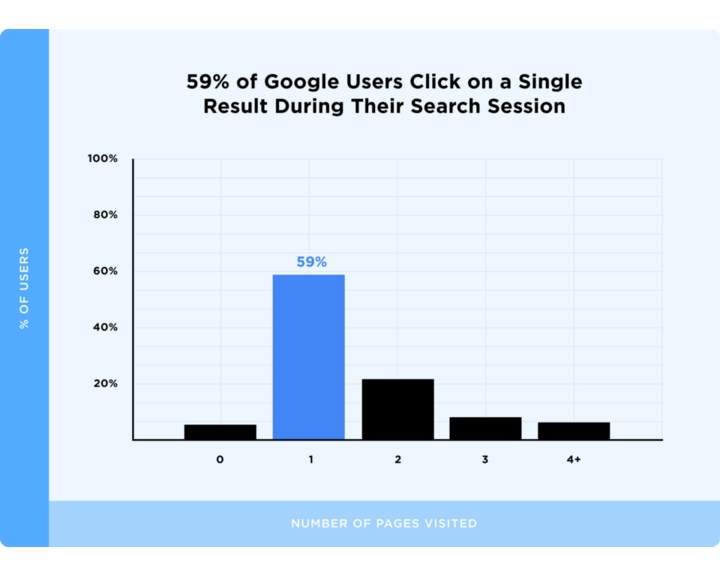 59% of Google Users Click on a Single
Result During Their Search Session
100%
80%
60%
40%
20%
59%
0
1
2
3
4+
% OF USERS
NUMBER OF PAGES VISITED